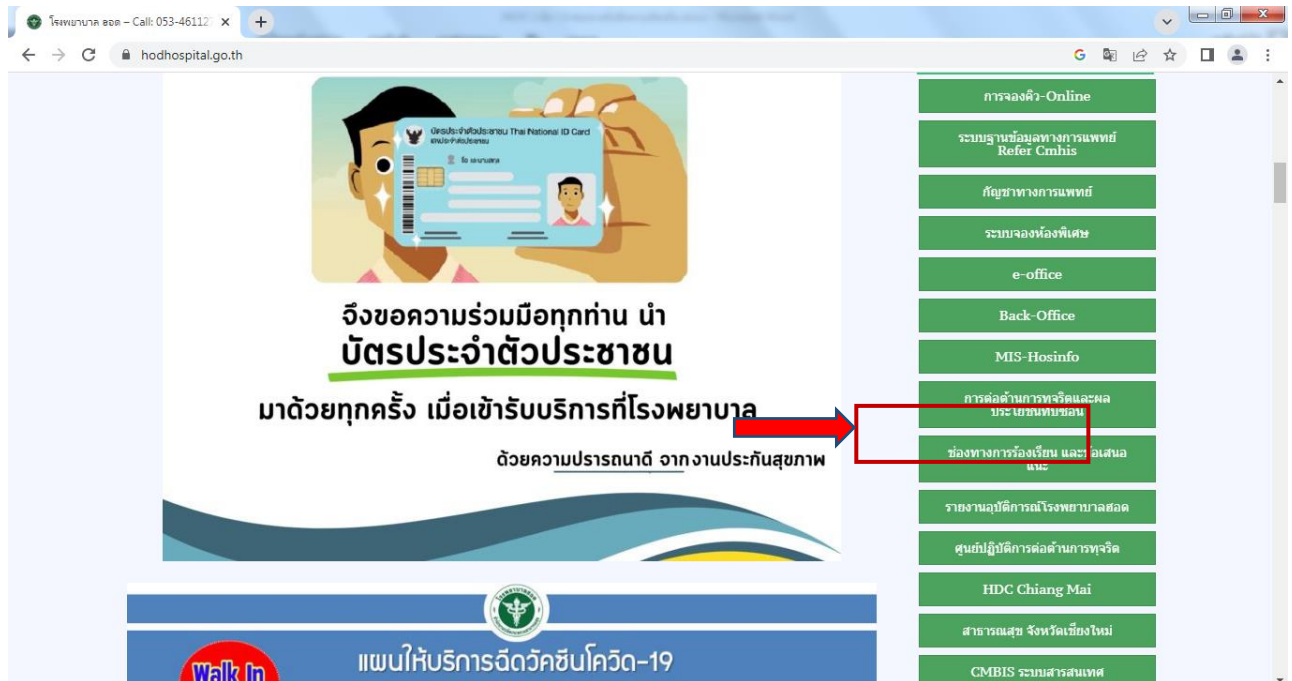 โรงพยาบาล ฮอด – Call: 053-46112
hodhospital.go.th
บัตรประจำตัวประชาชน Thai National ID Card
จึงขอความร่วมมือทุกท่าน นำ
บัตรประจำตัวประชาชน
มาด้วยทุกครั้ง เมื่อเข้ารับบริการที่โรงพยาบาล
ด้วยความปรารถนาดี จาก งานประกันสุขภาพ
Walk In
แผนให้บริการฉีดวัคซีนโควิด-19
การจองคิว-Online
ระบบฐานข้อมูลทางการแพทย์
Refer Cmhis
กัญชาทางการแพทย์
ระบบจองห้องพิเศษ
e-office
Back-Office
MIS-Hosinfo
การต่อต้านการทุจริตและผล
ประโยชน์ทับซ้อน
ช่องทางการร้องเรียน และข้อเสนอ
แนะ
รายงานอุบัติการณ์โรงพยาบาลฮอด
ศูนย์ปฏิบัติการต่อต้านการทุจริต
HDC Chiang Mai
สาธารณสุข จังหวัดเชียงใหม่
CMBIS ระบบสารสนเทศ